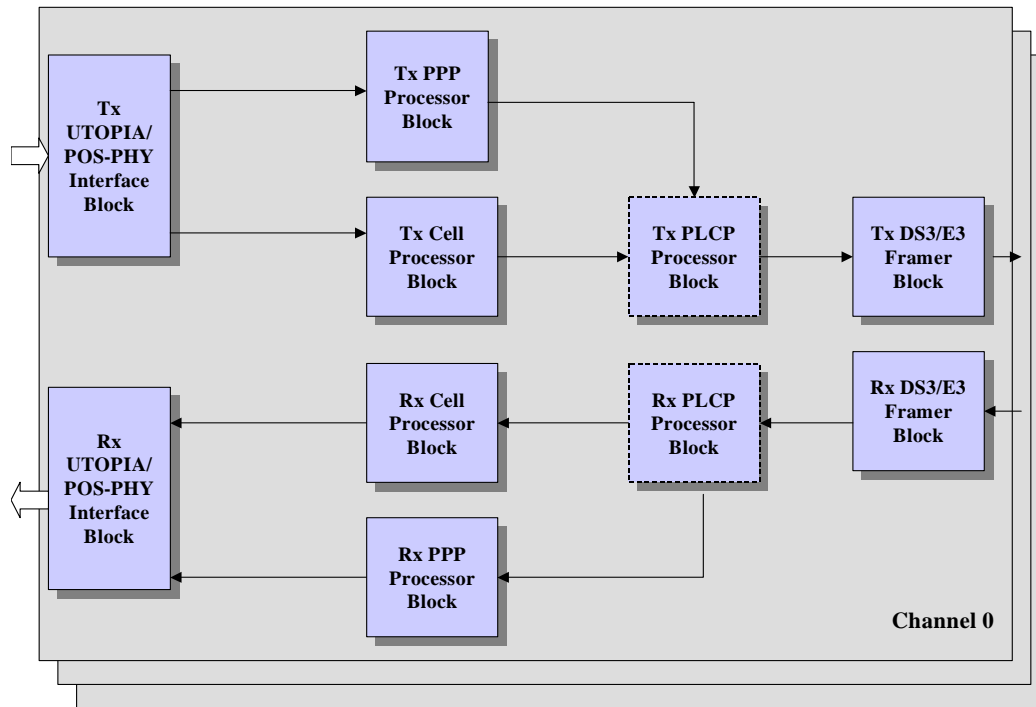 Tx
UTOPIA/
POS-PHY
Interface
Block
Tx PPP
Processor
Block
Tx Cell
Processor
Block
Tx PLCP
Processor
Block
Tx DS3/E3
Framer
Block
Rx
UTOPIA/
POS-PHY
Interface
Block
Rx Cell
Processor
Block
Rx PLCP
Processor
Block
Rx DS3/E3
Framer
Block
Rx PPP
Processor
Block
Channel 0